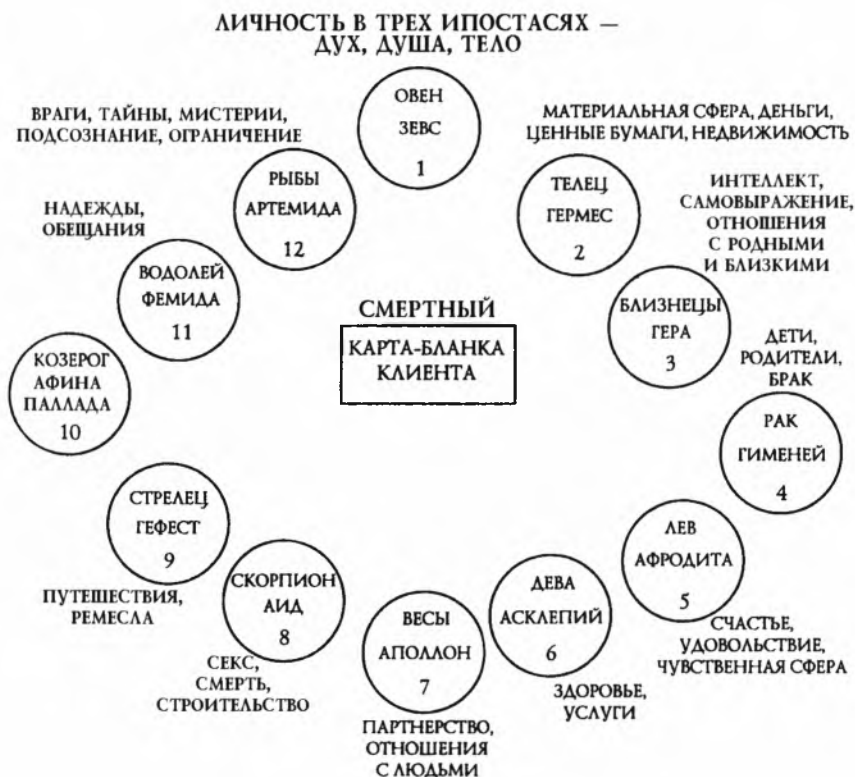 ЛИЧНОСТЬ В ТРЕХ ИПОСТАСЯХ —
ДУХ, ДУША, ТЕЛО
ОВЕН
ЗЕВС
1
МАТЕРИАЛЬНАЯ СФЕРА, ДЕНЬГИ,
ЦЕННЫЕ БУМАГИ, НЕДВИЖИМОСТЬ
ТЕЛЕЦ
ГЕРМЕС
2
ИНТЕЛЛЕКТ,
САМОВЫРАЖЕНИЕ,
ОТНОШЕНИЯ
С РОДНЫМИ
И БЛИЗКИМИ
БЛИЗНЕЦЫ
ГЕРА
3
ДЕТИ,
РОДИТЕЛИ,
БРАК
РАК
ГИМЕНЕЙ
4
ЛЕВ
АФРОДИТА
5
СЧАСТЬЕ,
УДОВОЛЬСТВИЕ,
ЧУВСТВЕННАЯ СФЕРА
ДЕВА
АСКЛЕПИЙ
6
ЗДОРОВЬЕ,
УСЛУГИ
ВЕСЫ
АПОЛЛОН
7
ПАРТНЕРСТВО,
ОТНОШЕНИЯ
С ЛЮДЬМИ
СКОРПИОН
АИД
8
СЕКС,
СМЕРТЬ,
СТРОИТЕЛЬСТВО
СТРЕЛЕЦ
ГЕФЕСТ
9
ПУТЕШЕСТВИЯ,
РЕМЕСЛА
КОЗЕРОГ
АФИНА
ПАЛЛАДА
10
НАДЕЖДЫ,
ОБЕЩАНИЯ
ВОДОЛЕЙ
ФЕМИДА
11
ВРАГИ, ТАЙНЫ, МИСТЕРИИ,
ПОДСОЗНАНИЕ, ОГРАНИЧЕНИЕ
РЫБЫ
АРТЕМИДА
12
СМЕРТНЫЙ
КАРТА-БЛАНКА
КЛИЕНТА